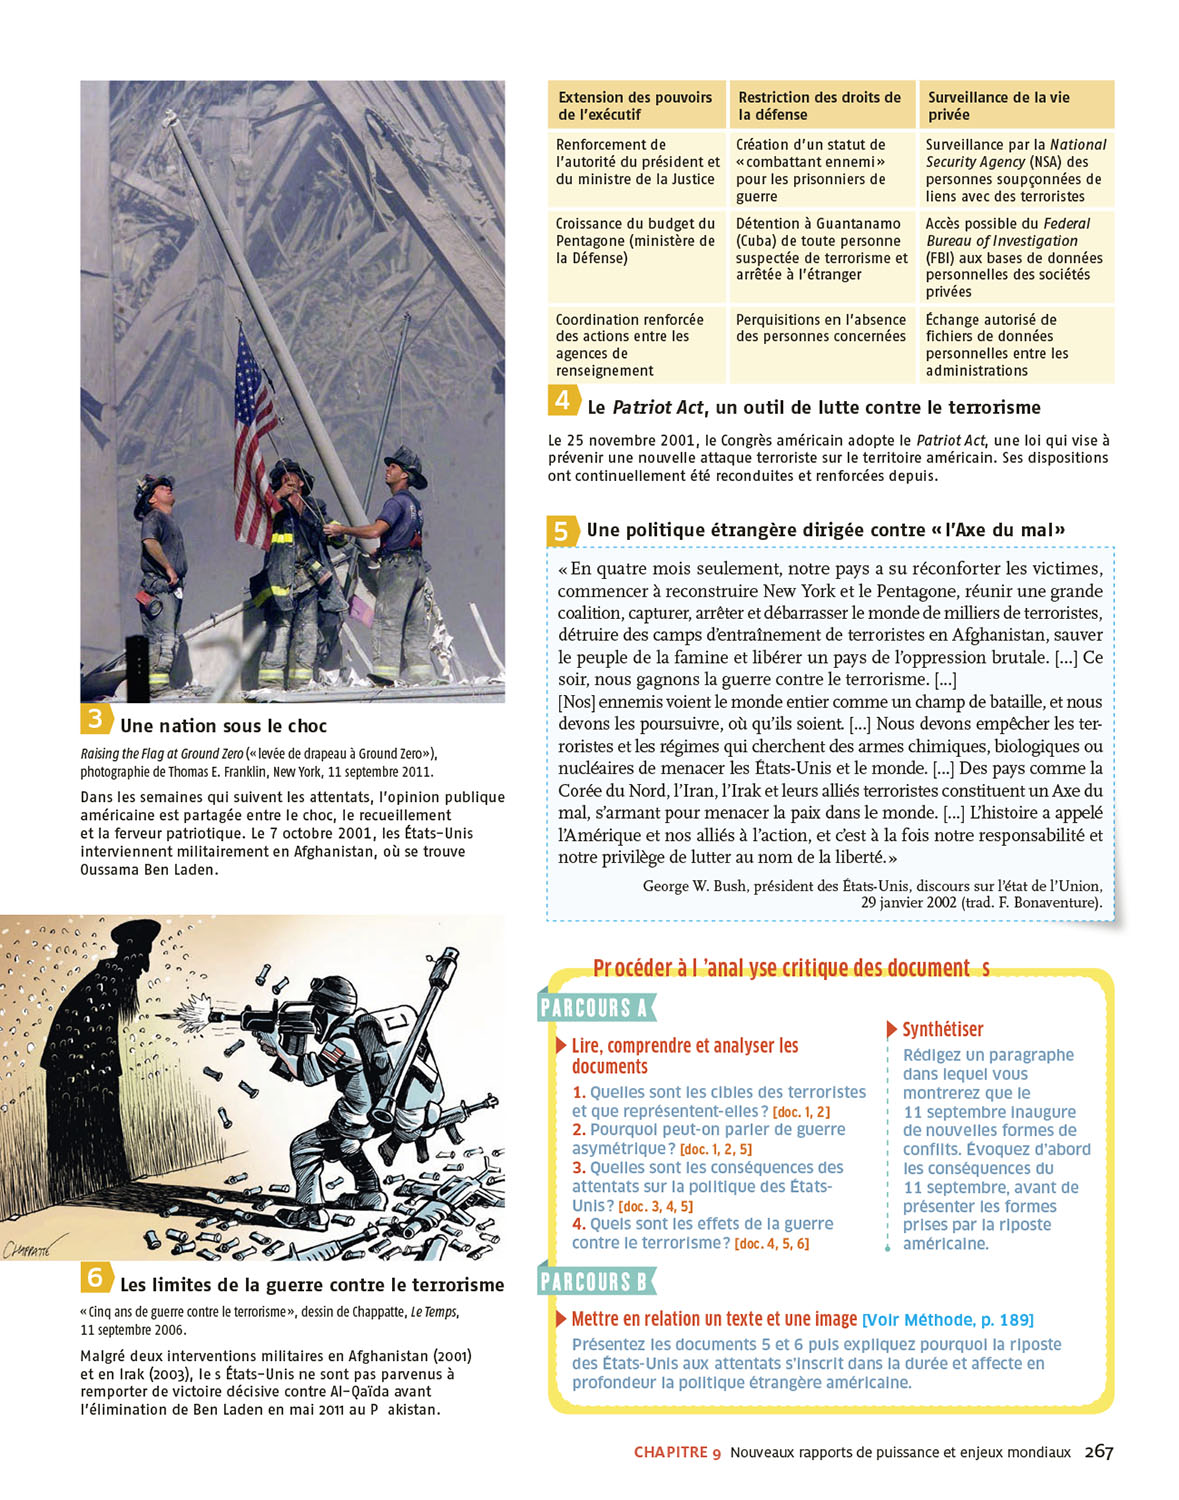 3 Une nation sous le choc
Raising the Flag at Ground Zero (« levée de drapeau à Ground Zero »),
photographie de Thomas E. Franklin, New York, 11 septembre 2011.
Dans les semaines qui suivent les attentats, l'opinion publique
américaine est partagée entre le choc, le recueillement
et la ferveur patriotique. Le 7 octobre 2001, les États-Unis
interviennent militairement en Afghanistan, où se trouve
Oussama Ben Laden.
CHAPPATTE
6 Les limites de la guerre contre le terrorisme
« Cinq ans de guerre contre le terrorisme », dessin de Chappatte, Le Temps,
11 septembre 2006.
Malgré deux interventions militaires en Afghanistan (2001)
et en Irak (2003), le s États-Unis ne sont pas parvenus à
remporter de victoire décisive contre Al-Qaïda avant
l'élimination de Ben Laden en mai 2011 au P akistan.
Extension des pouvoirs
de l'exécutif
Restriction des droits de
la défense
Surveillance de la vie
privée
Renforcement de
l'autorité du président et
du ministre de la Justice
Création d'un statut de
« combattant ennemi »
pour les prisonniers de
guerre
Surveillance par la National
Security Agency (NSA) des
personnes soupçonnées de
liens avec des terroristes
Croissance du budget du
Pentagone (ministère de
la Défense)
Détention à Guantanamo
(Cuba) de toute personne
suspectée de terrorisme et
arrêtée à l'étranger
Accès possible du Federal
Bureau of Investigation
(FBI) aux bases de données
personnelles des sociétés
privées
Coordination renforcée
des actions entre les
agences de
renseignement
Perquisitions en l'absence
des personnes concernées
Échange autorisé de
fichiers de données
personnelles entre les
administrations
4 Le Patriot Act, un outil de lutte contre le terrorisme
Le 25 novembre 2001, le Congrès américain adopte le Patriot Act, une loi qui vise à
prévenir une nouvelle attaque terroriste sur le territoire américain. Ses dispositions
ont continuellement été reconduites et renforcées depuis.
5 Une politique étrangère dirigée contre « l'Axe du mal »
« En quatre mois seulement, notre pays a su réconforter les victimes,
commencer à reconstruire New York et le Pentagone, réunir une grande
coalition, capturer, arrêter et débarrasser le monde de milliers de terroristes,
détruire des camps d'entraînement de terroristes en Afghanistan, sauver
le peuple de la famine et libérer un pays de l'oppression brutale. [...] Ce
soir, nous gagnons la guerre contre le terrorisme. [...]
[Nos] ennemis voient le monde entier comme un champ de bataille, et nous
devons les poursuivre, où qu'ils soient. [...] Nous devons empêcher les ter-
roristes et les régimes qui cherchent des armes chimiques, biologiques ou
nucléaires de menacer les États-Unis et le monde. [...] Des pays comme la
Corée du Nord, l'Iran, l'Irak et leurs alliés terroristes constituent un Axe du
mal, s'armant pour menacer la paix dans le monde. [...] L'histoire a appelé
l'Amérique et nos alliés à l'action, et c'est à la fois notre responsabilité et
notre privilège de lutter au nom de la liberté. »
George W. Bush, président des États-Unis, discours sur l'état de l'Union,
29 janvier 2002 (trad. F. Bonaventure).
Pr océder à l 'anal yse critique des document s
PARCOURS A
Lire, comprendre et analyser les
documents
1. Quelles sont les cibles des terroristes
et que représentent-elles ? [doc. 1, 2]
2. Pourquoi peut-on parler de guerre
asymétrique ? [doc. 1, 2, 5]
3. Quelles sont les conséquences des
attentats sur la politique des États-
Unis ? [doc. 3, 4, 5]
4. Quels sont les effets de la guerre
contre le terrorisme ? [doc. 4, 5, 6]
Synthétiser
Rédigez un paragraphe
dans lequel vous
montrerez que le
11 septembre inaugure
de nouvelles formes de
conflits. Évoquez d'abord
les conséquences du
11 septembre, avant de
présenter les formes
prises par la riposte
américaine.
PARCOURS B
Mettre en relation un texte et une image [Voir Méthode, p. 189]
Présentez les documents 5 et 6 puis expliquez pourquoi la riposte
des États-Unis aux attentats s'inscrit dans la durée et affecte en
profondeur la politique étrangère américaine.
CHAPITRE 9 Nouveaux rapports de puissance et enjeux mondiaux 267